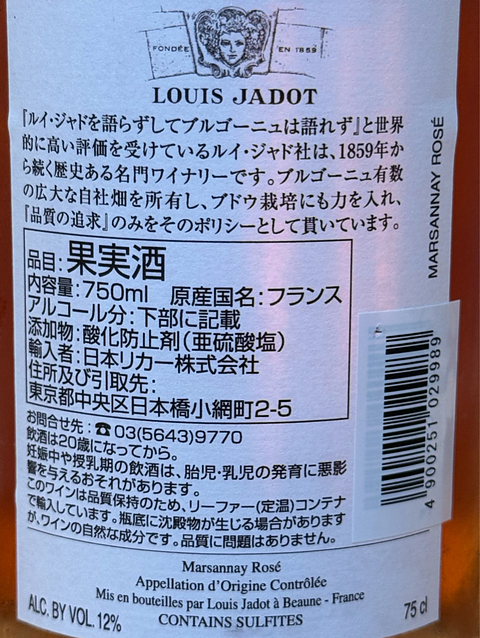 FONDÉE EN 1859
LOUIS JADOT
『ルイ・ジャドを語らずしてブルゴーニュは語れず』と世界
的に高い評価を受けているルイ・ジャド社は、1859年か
ら続く歴史ある名門ワイナリーです。ブルゴーニュ有数
の広大な自社畑を所有し、ブドウ栽培にも力を入れ、
『品質の追求』のみをそのポリシーとして貫いています。
品目:果実酒
内容量:750ml 原産国名:フランス
アルコール分:下部に記載
添加物:酸化防止剤(亜硫酸塩)
輸入者:日本リカー株式会社
住所及び引取先:
東京都中央区日本橋小網町2-5
お問合せ先:☎03(5643)9770
飲酒は20歳になってから。
妊娠中や授乳期の飲酒は、胎児・乳児の発育に悪影
響を与えるおそれがあります。
このワインは品質保持のため、リーファー(定温)コンテナ
で輸入しています。瓶底に沈殿物が生じる場合があります
が、ワインの自然な成分です。品質に問題はありません。
Marsannay Rosé
Appellation d'Origine Contrôlée
Mis en bouteilles par Louis Jadot à Beaune - France
ALC. BY VOL. 12% CONTAINS SULFITES 75 cl
MARSANNAY ROSÉ
4 900251 029989